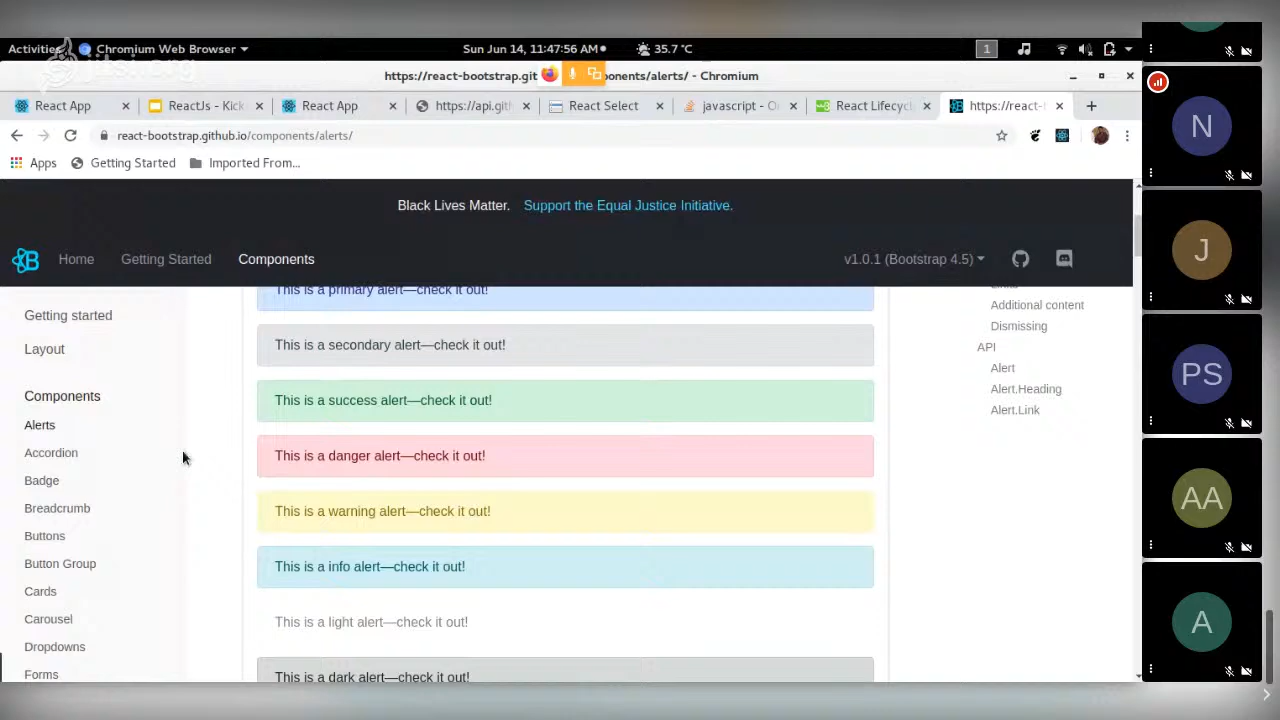 Activities
Chromium Web Browser
Sun Jun 14, 11:47:56 AM
35.7 °C
1
jitsi.org
https://react-bootstrap.git
ponents/alerts/ - Chromium
React App
ReactJs - Kick
React App
https://api.gith
React Select
javascript - O
React Lifecycl
https://react-
react-bootstrap.github.io/components/alerts/
Apps
Getting Started
Imported From...
Black Lives Matter. Support the Equal Justice Initiative.
Home
Getting Started
Components
v1.0.1 (Bootstrap 4.5)
Getting started
Layout
Components
Alerts
Accordion
Badge
Breadcrumb
Buttons
Button Group
Cards
Carousel
Dropdowns
Forms
This is a primary alert—check it out!
This is a secondary alert—check it out!
This is a success alert—check it out!
This is a danger alert—check it out!
This is a warning alert—check it out!
This is a info alert—check it out!
This is a light alert—check it out!
This is a dark alert—check it out!
Additional content
Dismissing
API
Alert
Alert.Heading
Alert.Link
N
J
PS
AA
A